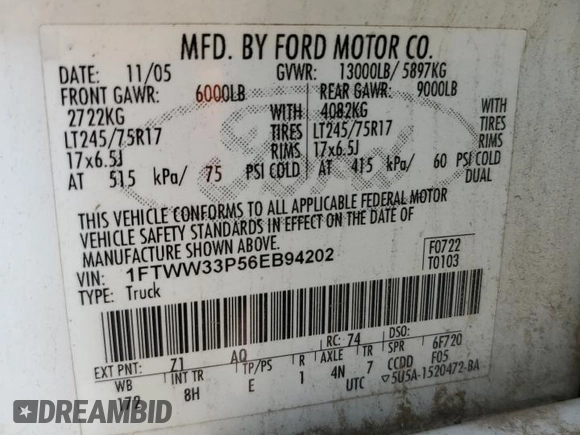 MFD. BY FORD MOTOR CO.
DATE: 11/05 GVWR: 13000LB/ 5897KG
FRONT GAWR: 6000LB REAR GAWR: 9000LB
2722KG WITH 4082KG WITH
LT245/75R17 TIRES LT245/75R17 TIRES
17x6.5J RIMS 17x6.5J RIMS
AT 515 kPa/ 75 PSI COLD AT 415 kPa/ 60 PSI COLD
DUAL
THIS VEHICLE CONFORMS TO ALL APPLICABLE FEDERAL MOTOR
VEHICLE SAFETY STANDARDS IN EFFECT ON THE DATE OF
MANUFACTURE SHOWN ABOVE.
F0722
VIN: 1FTWW33P56EB94202
T0103
TYPE: Truck
EXT PNT: Z1 AQ RC: 74 DSO:
WB INT TR TP/PS R AXLE TR SPR 6F720
172 8H E 1 4N 7 CCDD F05
UTC ▽5U5A-1520472-BA
DREAMBID